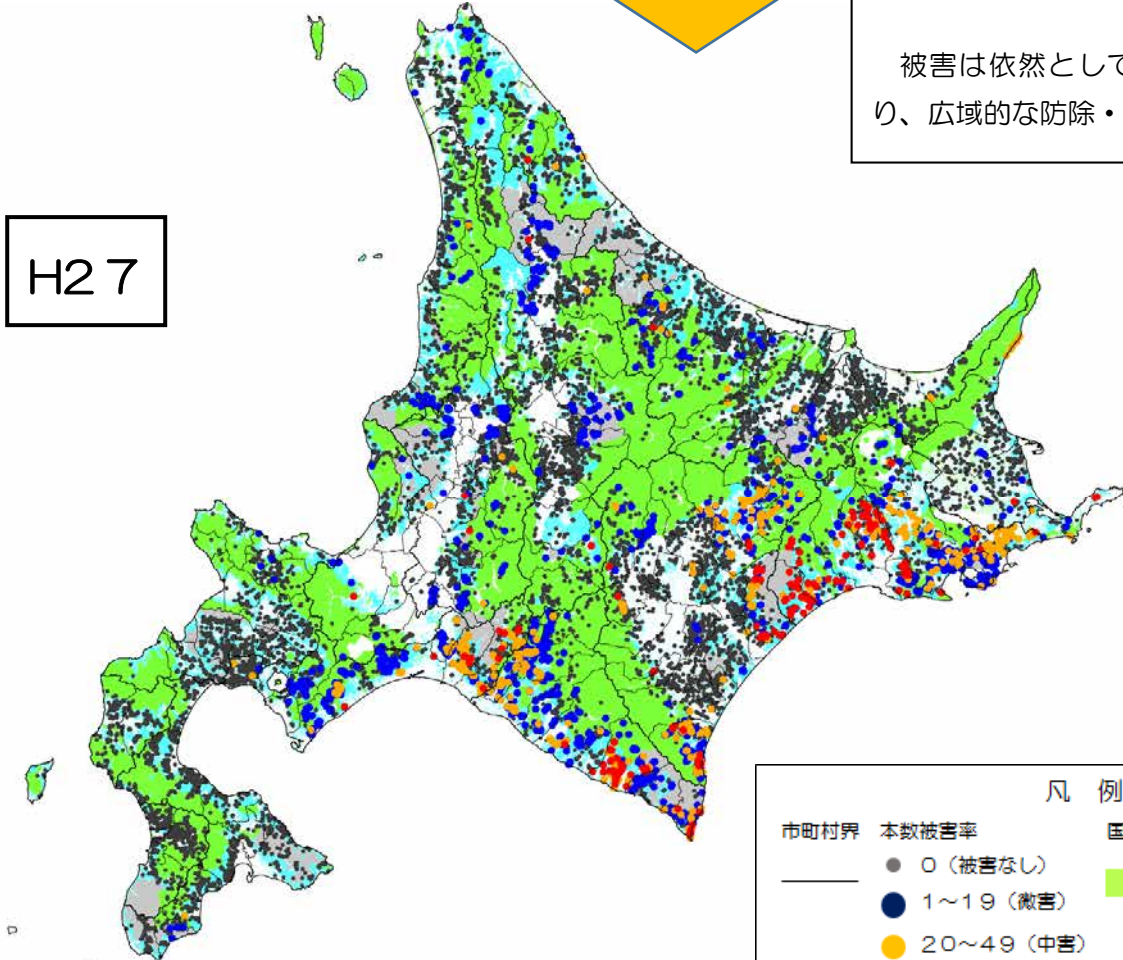 被害は依然として
り、広域的な防除・
H27
凡 例
市町村界 本数被害率 国
0（被害なし）
1～19（微害）
20～49（中害）